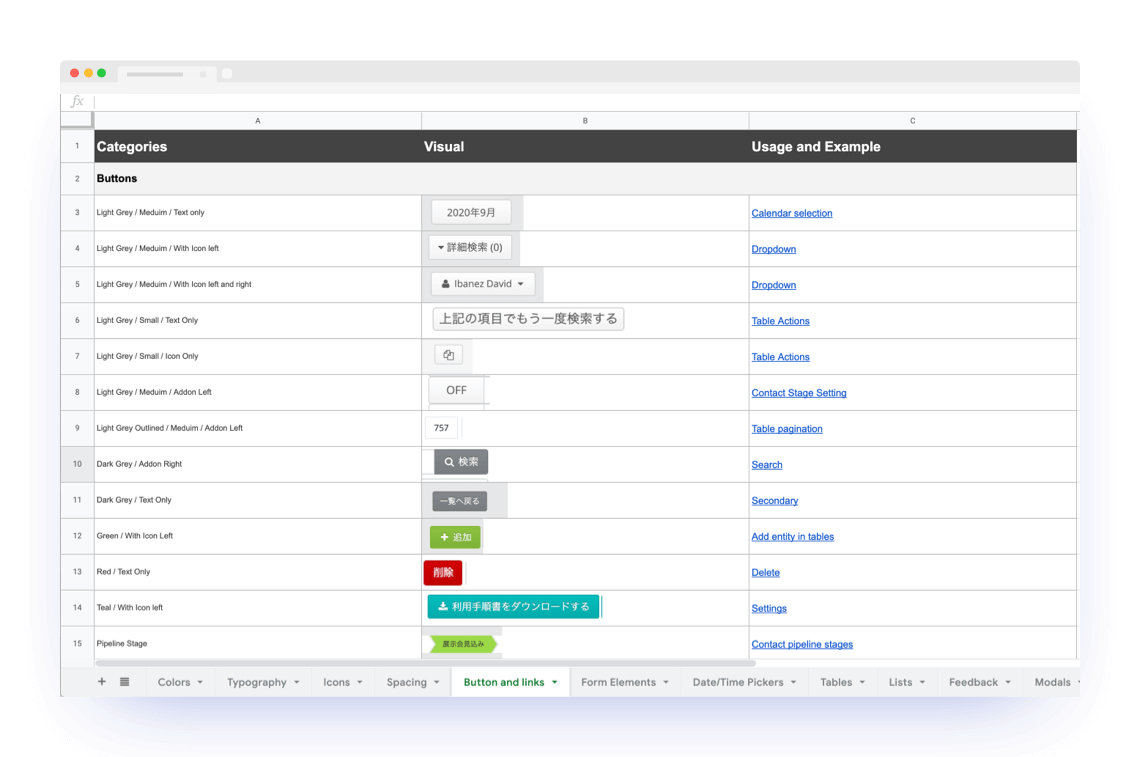 fx
A B C
1 Categories Visual Usage and Example
2 Buttons
3 Light Grey / Meduim / Text only 2020年9月 Calendar selection
4 Light Grey / Meduim / With Icon left 詳細検索 (0) Dropdown
5 Light Grey / Meduim / With Icon left and right Ibanez David Dropdown
6 Light Grey / Small / Text Only 上記の項目でもう一度検索する Table Actions
7 Light Grey / Small / Icon Only Table Actions
8 Light Grey / Meduim / Addon Left OFF Contact Stage Setting
9 Light Grey Outlined / Meduim / Addon Left 757 Table pagination
10 Dark Grey / Addon Right 検索 Search
11 Dark Grey / Text Only 一覧へ戻る Secondary
12 Green / With Icon Left 追加 Add entity in tables
13 Red / Text Only 削除 Delete
14 Teal / With Icon left 利用手順書をダウンロードする Settings
15 Pipeline Stage 展示会見込み Contact pipeline stages
+ Colors Typography Icons Spacing Button and links Form Elements Date/Time Pickers Tables Lists Feedback Modals